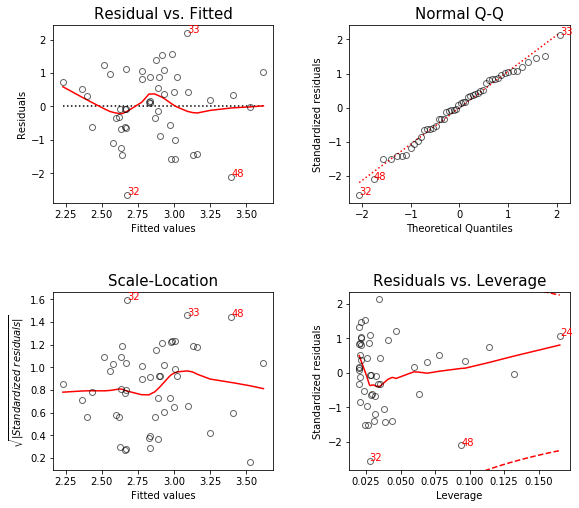 Residual vs. Fitted
Normal Q-Q
33
33
2
1
0
−1
−2
Residuals
48
32
2.25 2.50 2.75 3.00 3.25 3.50
Fitted values
2
1
0
−1
−2
Standardized residuals
48
32
−2 −1 0 1 2
Theoretical Quantiles
Scale-Location
Residuals vs. Leverage
1.6
1.4
1.2
1.0
0.8
0.6
0.4
0.2
√|Standardized residuals|
32
33
48
2.25 2.50 2.75 3.00 3.25 3.50
Fitted values
2
1
0
−1
−2
Standardized residuals
24
48
32
0.025 0.050 0.075 0.100 0.125 0.150
Leverage